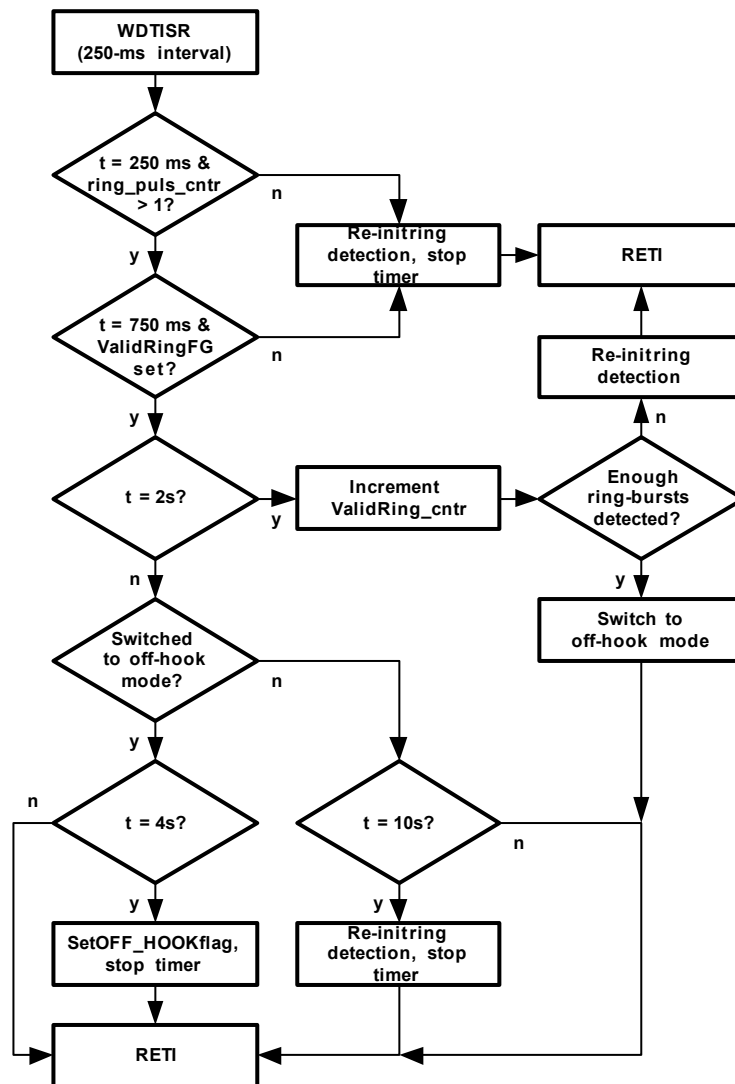 WDTISR
(250-ms interval)
t = 250 ms &
ring_puls_cntr
> 1?
n
y
Re-initring
detection, stop
timer
RETI
t = 750 ms &
ValidRingFG
set?
n
y
Re-initring
detection
n
t = 2s?
y
n
Increment
ValidRing_cntr
Enough
ring-bursts
detected?
y
Switched
to off-hook
mode?
n
y
Switch to
off-hook mode
n
t = 4s?
y
t = 10s?
n
y
SetOFF_HOOKflag,
stop timer
Re-initring
detection, stop
timer
RETI